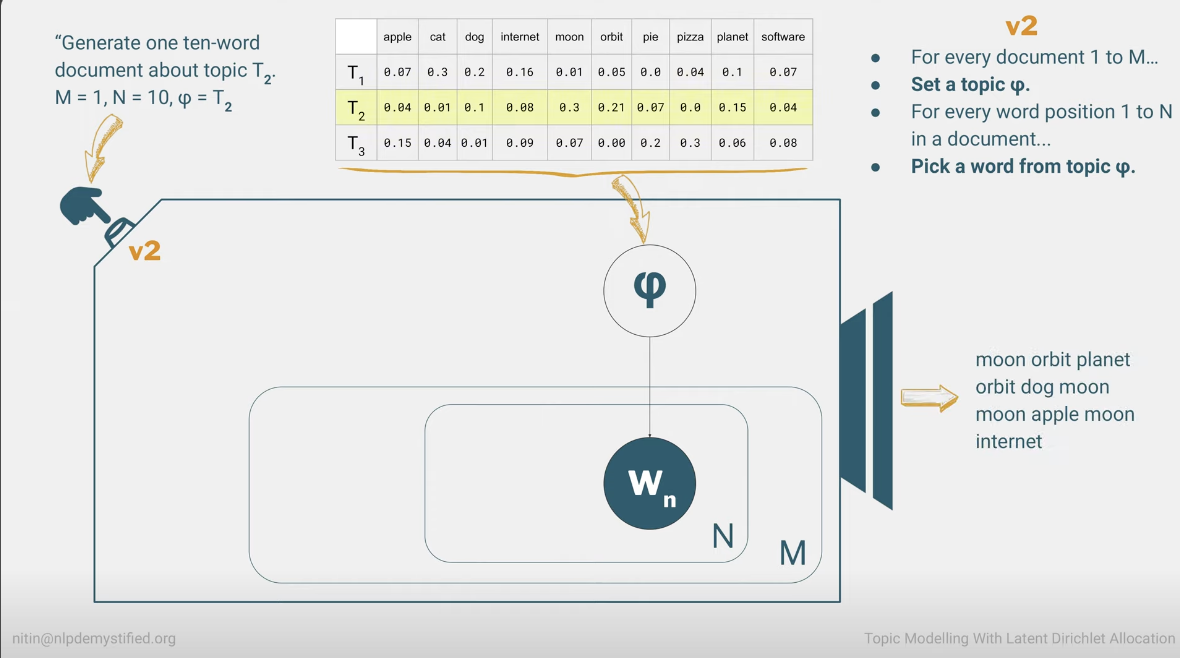 “Generate one ten-word
document about topic T2.
M = 1, N = 10, φ = T2
apple cat dog internet moon orbit pie pizza planet software
T1 0.07 0.3 0.2 0.16 0.01 0.05 0.0 0.04 0.1 0.07
T2 0.04 0.01 0.1 0.08 0.3 0.21 0.07 0.0 0.15 0.04
T3 0.15 0.04 0.01 0.09 0.07 0.00 0.2 0.3 0.06 0.08
v2
● For every document 1 to M...
● Set a topic φ.
● For every word position 1 to N
in a document...
● Pick a word from topic φ.
v2
φ
wn
N
M
moon orbit planet
orbit dog moon
moon apple moon
internet
nitin@nlpdemystified.org
Topic Modelling With Latent Dirichlet Allocation